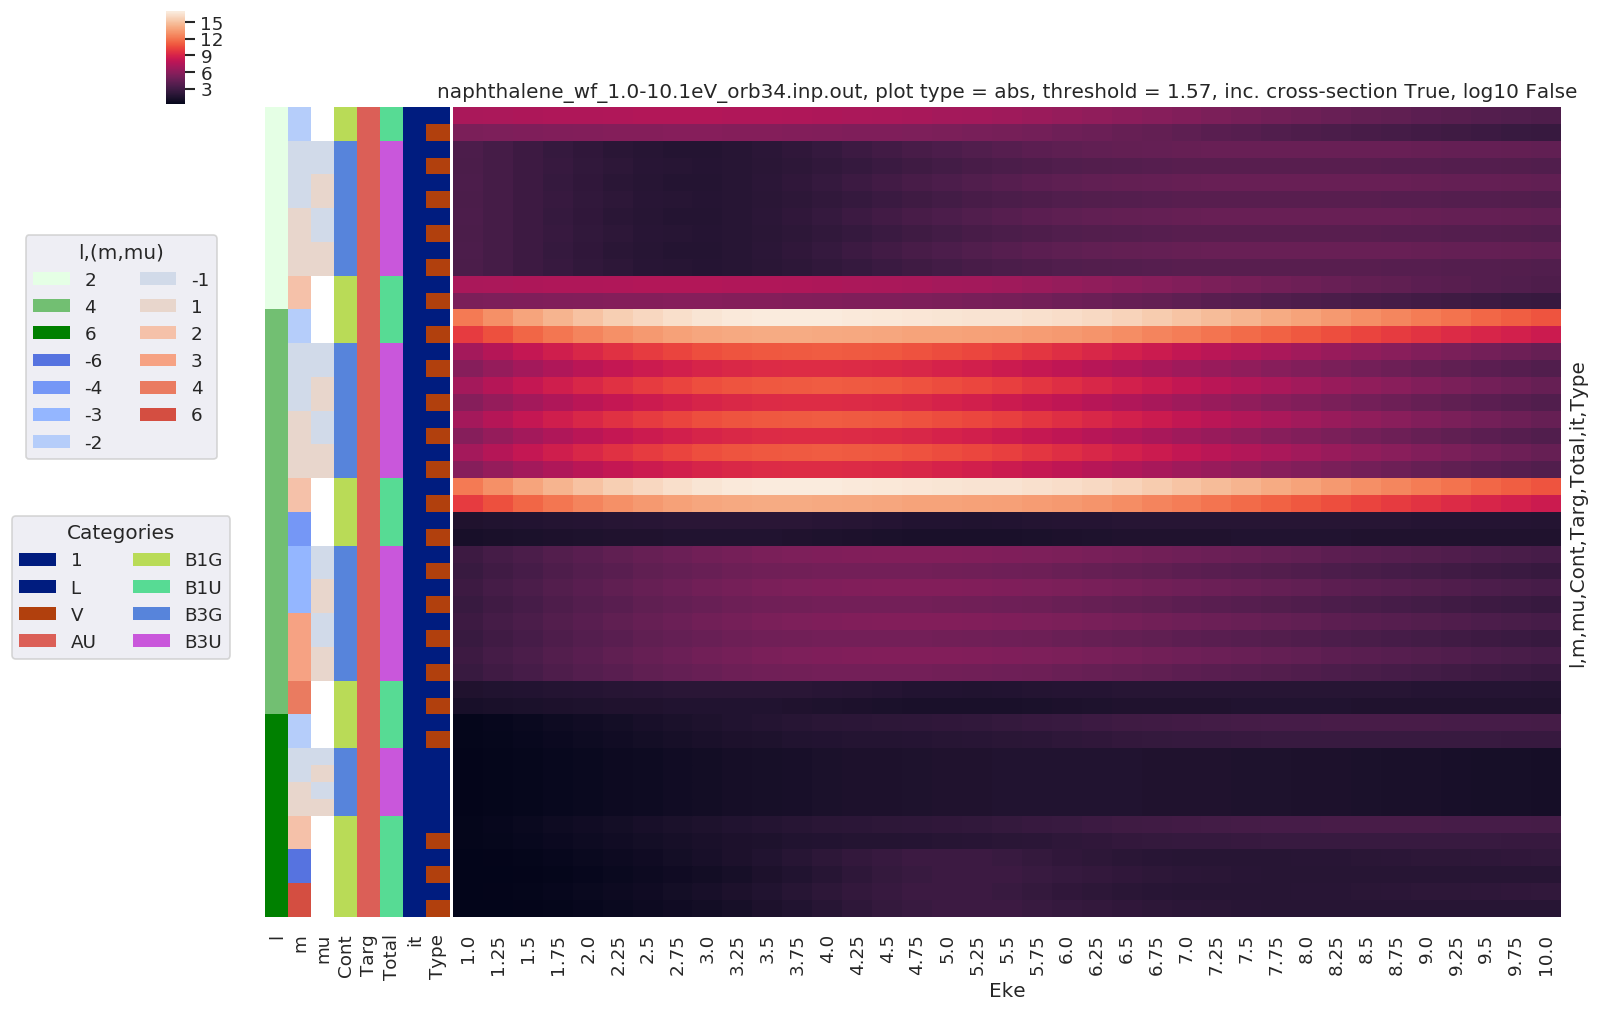 15
12
9
6
3
naphthalene_wf_1.0-10.1eV_orb34.inp.out, plot type = abs, threshold = 1.57, inc. cross-section True, log10 False
l,(m,mu)
2
4
6
-6
-4
-3
-2
-1
1
2
3
4
6
Categories
1
L
V
AU
B1G
B1U
B3G
B3U
l,m,mu,Cont,Targ,Total,it,Type
l
m
mu
Cont
Targ
Total
it
Type
1.0
1.25
1.5
1.75
2.0
2.25
2.5
2.75
3.0
3.25
3.5
3.75
4.0
4.25
4.5
4.75
5.0
5.25
5.5
5.75
6.0
6.25
6.5
6.75
7.0
7.25
7.5
7.75
8.0
8.25
8.5
8.75
9.0
9.25
9.5
9.75
10.0
Eke